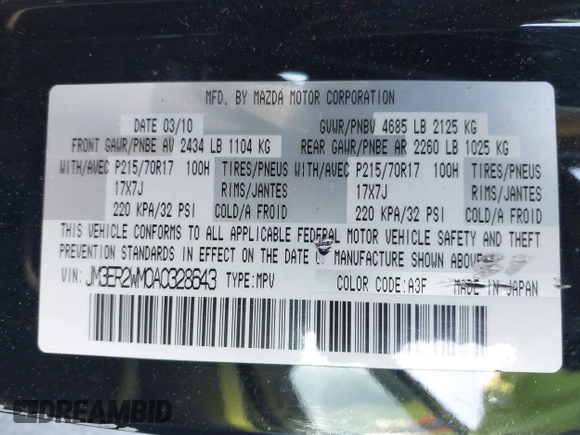 MFD. BY MAZDA MOTOR CORPORATION
DATE 03/10 GVWR/PNBV 4685 LB 2125 KG
FRONT GAWR/PNBE AV 2434 LB 1104 KG REAR GAWR/PNBE AR 2260 LB 1025 KG
WITH/AVEC P215/70R17 100H TIRES/PNEUS WITH/AVEC P215/70R17 100H TIRES/PNEUS
17X7J RIMS/JANTES 17X7J RIMS/JANTES
220 KPA/32 PSI COLD/A FROID 220 KPA/32 PSI COLD/A FROID
THIS VEHICLE CONFORMS TO ALL APPLICABLE FEDERAL MOTOR VEHICLE SAFETY AND THEFT
PREVENTION STANDARDS IN EFFECT ON THE DATE OF MANUFACTURE SHOWN ABOVE.
VIN: JM3ER2WM0A0328643 TYPE: MPV COLOR CODE: A3F MADE IN JAPAN
DREAMBID